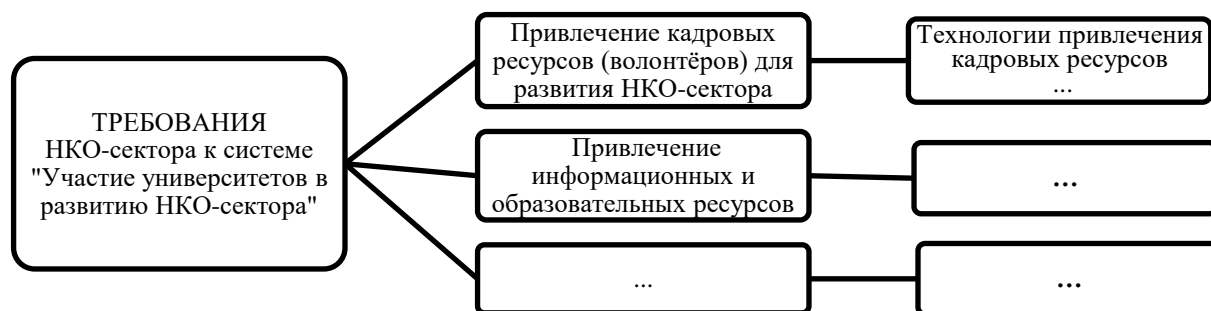 ТРЕБОВАНИЯ
НКО-сектора к системе
"Участие университетов в
развитию НКО-сектора"
Привлечение кадровых
ресурсов (волонтёров) для
развития НКО-сектора
Технологии привлечения
кадровых ресурсов
...
Привлечение
информационных и
образовательных ресурсов
...
...
...